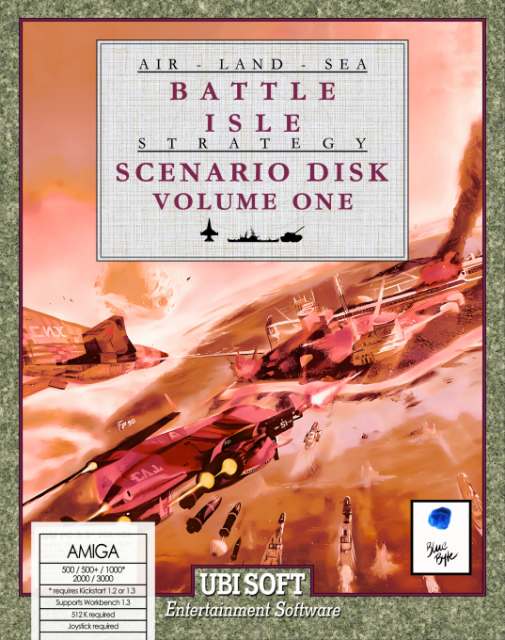 AIR - LAND - SEA
BATTLE
ISLE
STRATEGY
SCENARIO DISK
VOLUME ONE
Blue
Byte
AMIGA
500 / 500+ / 1000*
2000 / 3000
* requires Kickstart 1.2 or 1.3
Supports Workbench 1.3
512 K required
Joystick required
UBI SOFT
Entertainment Software